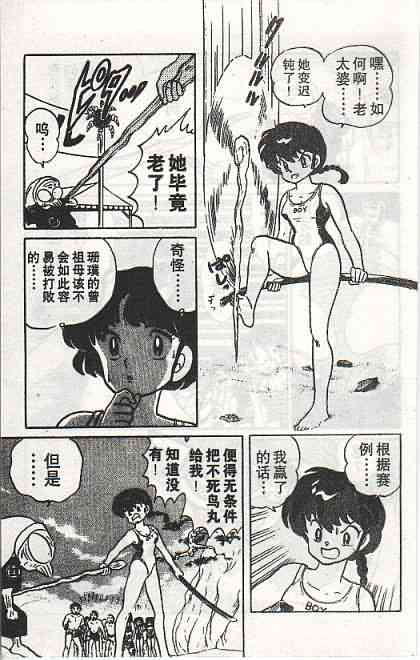 嘿……如
何啊！老
太婆……
她变迟
钝了！
BOY
呜…
她毕竟
老了！
奇怪……
珊璞的曾
祖母该不
会如此容
易被打败
的……
根据赛
例…
我赢了
的话…
BOY
便得无条件
把不死鸟丸
给我！
知道没
有！
但是
……